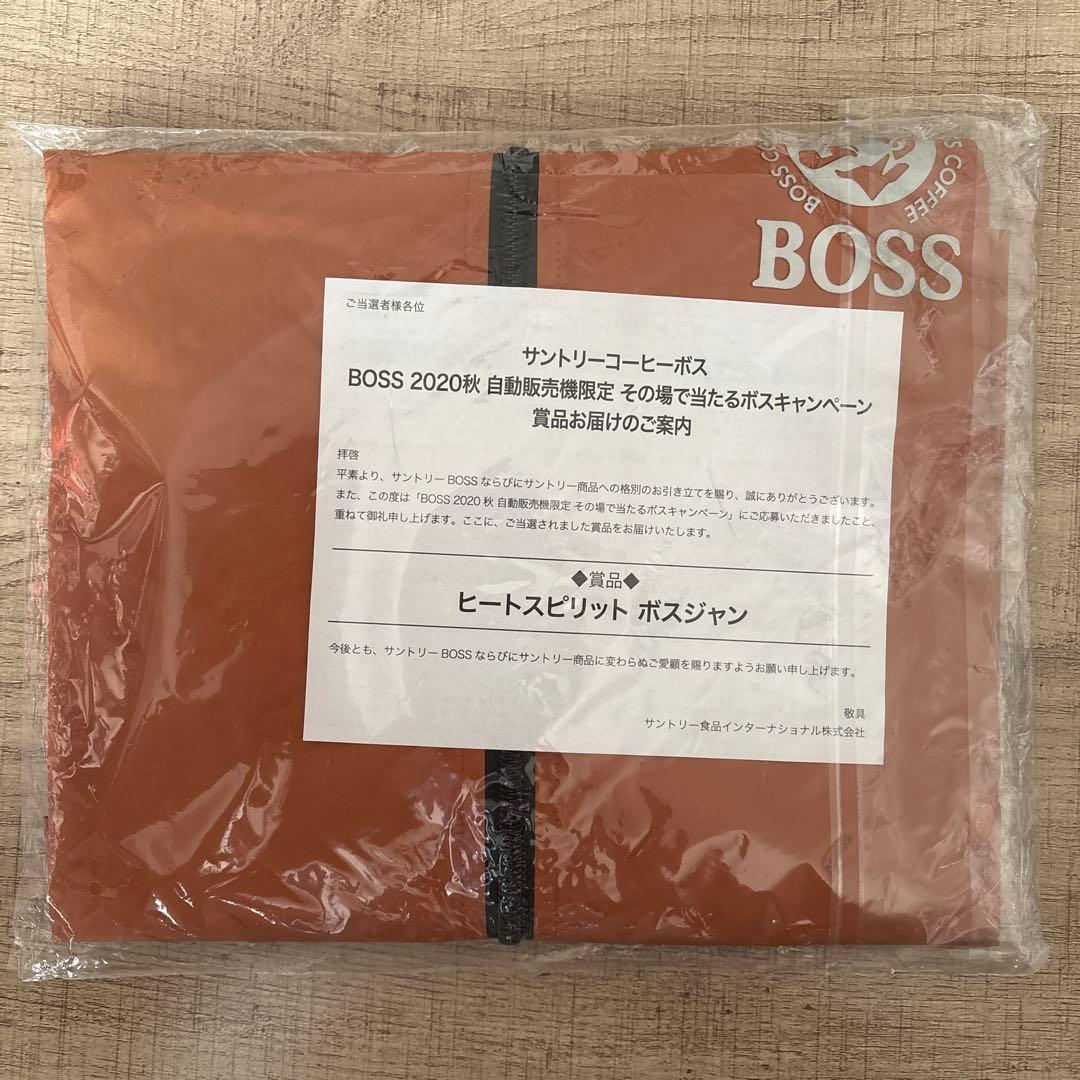 BOSS COFFEE
BOSS
ご当選者様各位
サントリーコーヒーボス
BOSS 2020秋 自動販売機限定 その場で当たるボスキャンペーン
賞品お届けのご案内
拝啓
平素より、サントリーBOSSならびにサントリー商品への格別のお引き立てを賜り、誠にありがとうございます。
また、この度は「BOSS 2020 秋 自動販売機限定 その場で当たるボスキャンペーン」にご応募いただきましたこと、
重ねて御礼申し上げます。ここに、ご当選されました賞品をお届けいたします。
◆賞品◆
ヒートスピリット ボスジャン
今後とも、サントリーBOSSならびにサントリー商品に変わらぬご愛顧を賜りますようお願い申し上げます。
敬具
サントリー食品インターナショナル株式会社